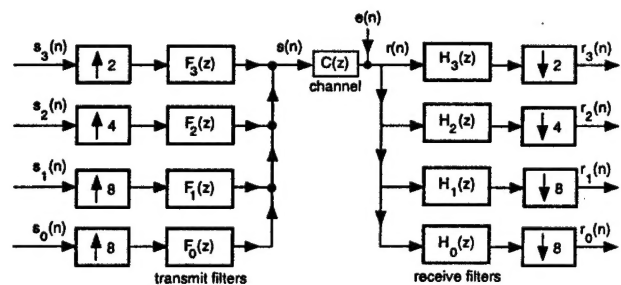 e(n)
s₃(n) ↑2 F₃(z) s(n) C(z) r(n) H₃(z) ↓2 r₃(n)
channel
s₂(n) ↑4 F₂(z) H₂(z) ↓4 r₂(n)
s₁(n) ↑8 F₁(z) H₁(z) ↓8 r₁(n)
s₀(n) ↑8 F₀(z) H₀(z) ↓8 r₀(n)
transmit filters receive filters